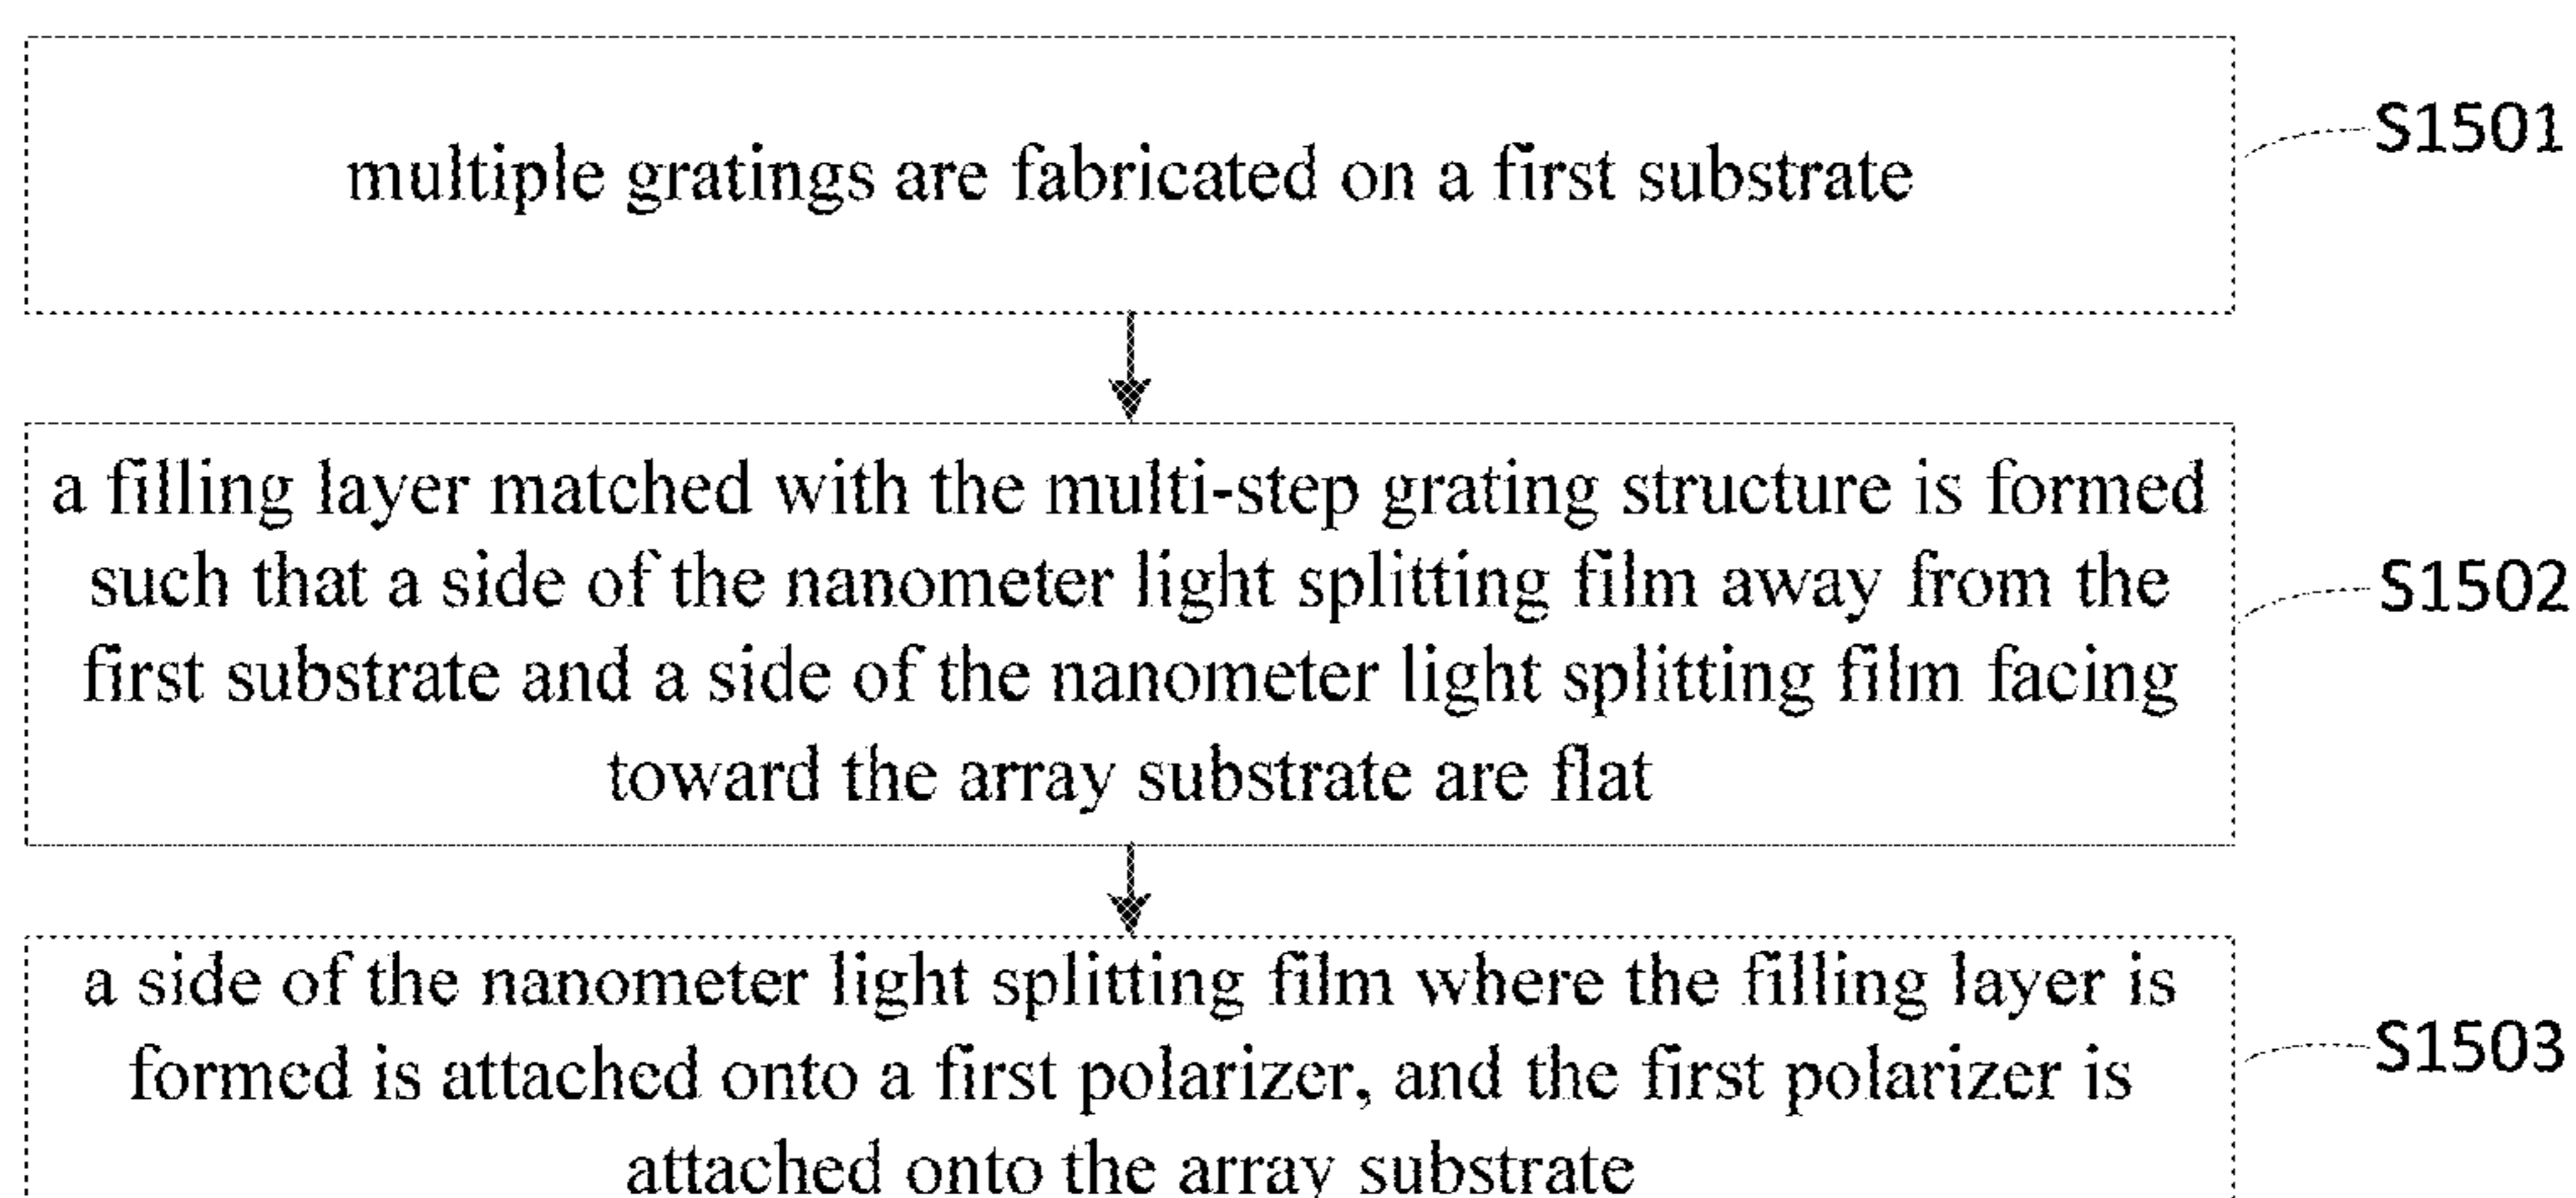 multiple gratings are fabricated on a first substrate
S1501
a filling layer matched with the multi-step grating structure is formed
such that a side of the nanometer light splitting film away from the
first substrate and a side of the nanometer light splitting film facing
toward the array substrate are flat
S1502
a side of the nanometer light splitting film where the filling layer is
formed is attached onto a first polarizer, and the first polarizer is
attached onto the array substrate
S1503